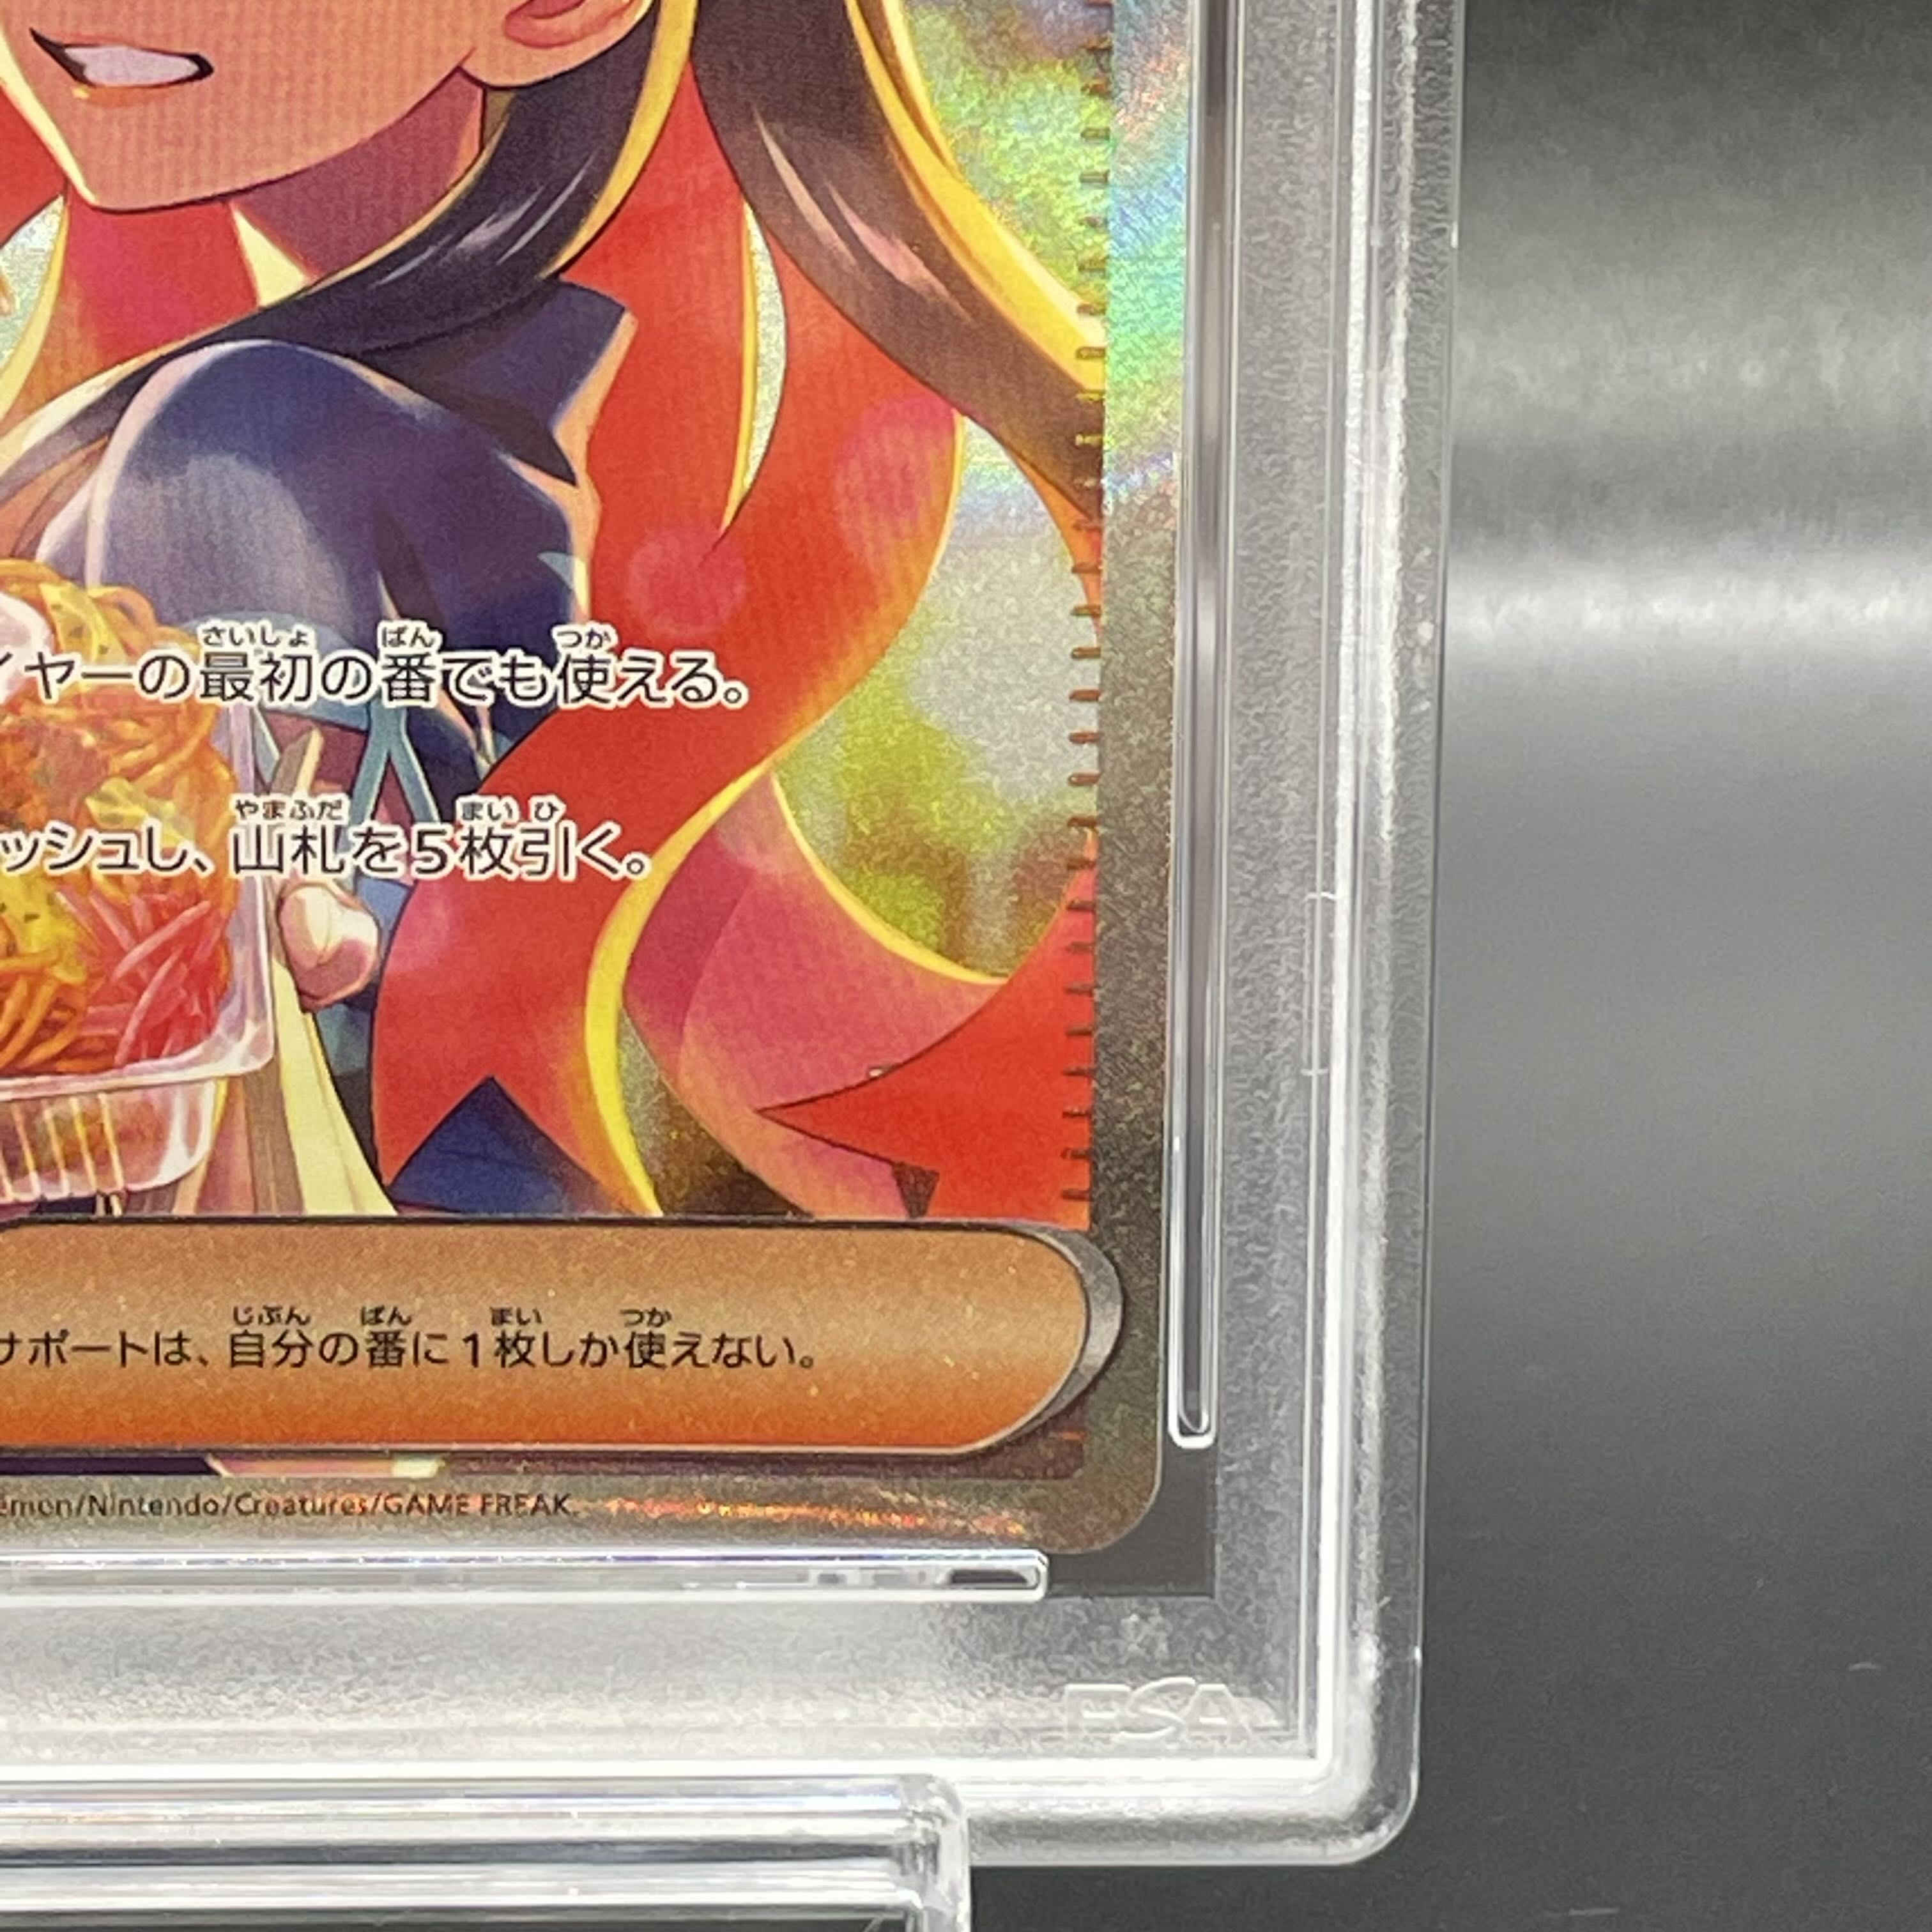 イヤーの最初の番でも使える。
さいしょ ばん つか
ッシュし、山札を5枚引く。
やまふだ まい ひ
サポートは、自分の番に1枚しか使えない。
じぶん ばん まい つか
émon/Nintendo/Creatures/GAME FREAK.
PSA